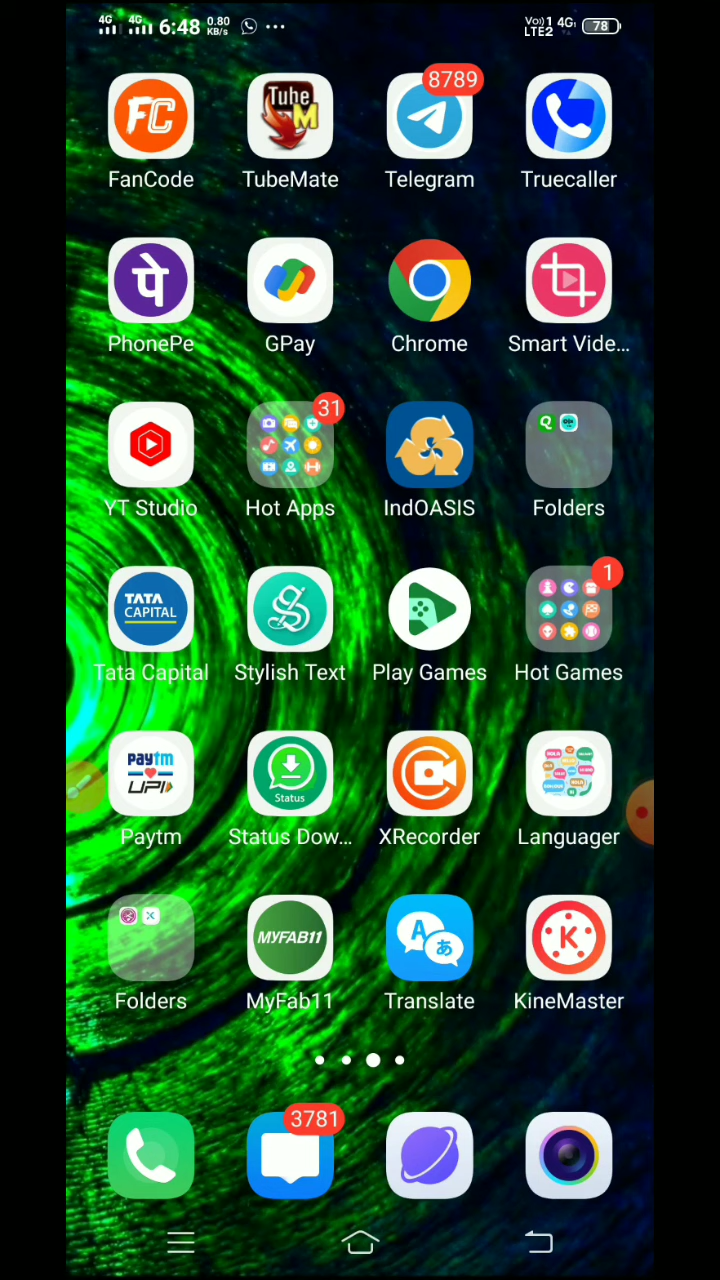 4G 4G 6:48 0.80 KB/s ... Vo)) 1 LTE2 4G 78
8789
FC Tube M
FanCode TubeMate Telegram Truecaller
पे
PhonePe GPay Chrome Smart Vide...
31
YT Studio Hot Apps IndOASIS Folders
1
TATA CAPITAL S
Tata Capital Stylish Text Play Games Hot Games
paytm UPI Status
Paytm Status Dow... XRecorder Languager
MYFAB11 A あ K
Folders MyFab11 Translate KineMaster
3781